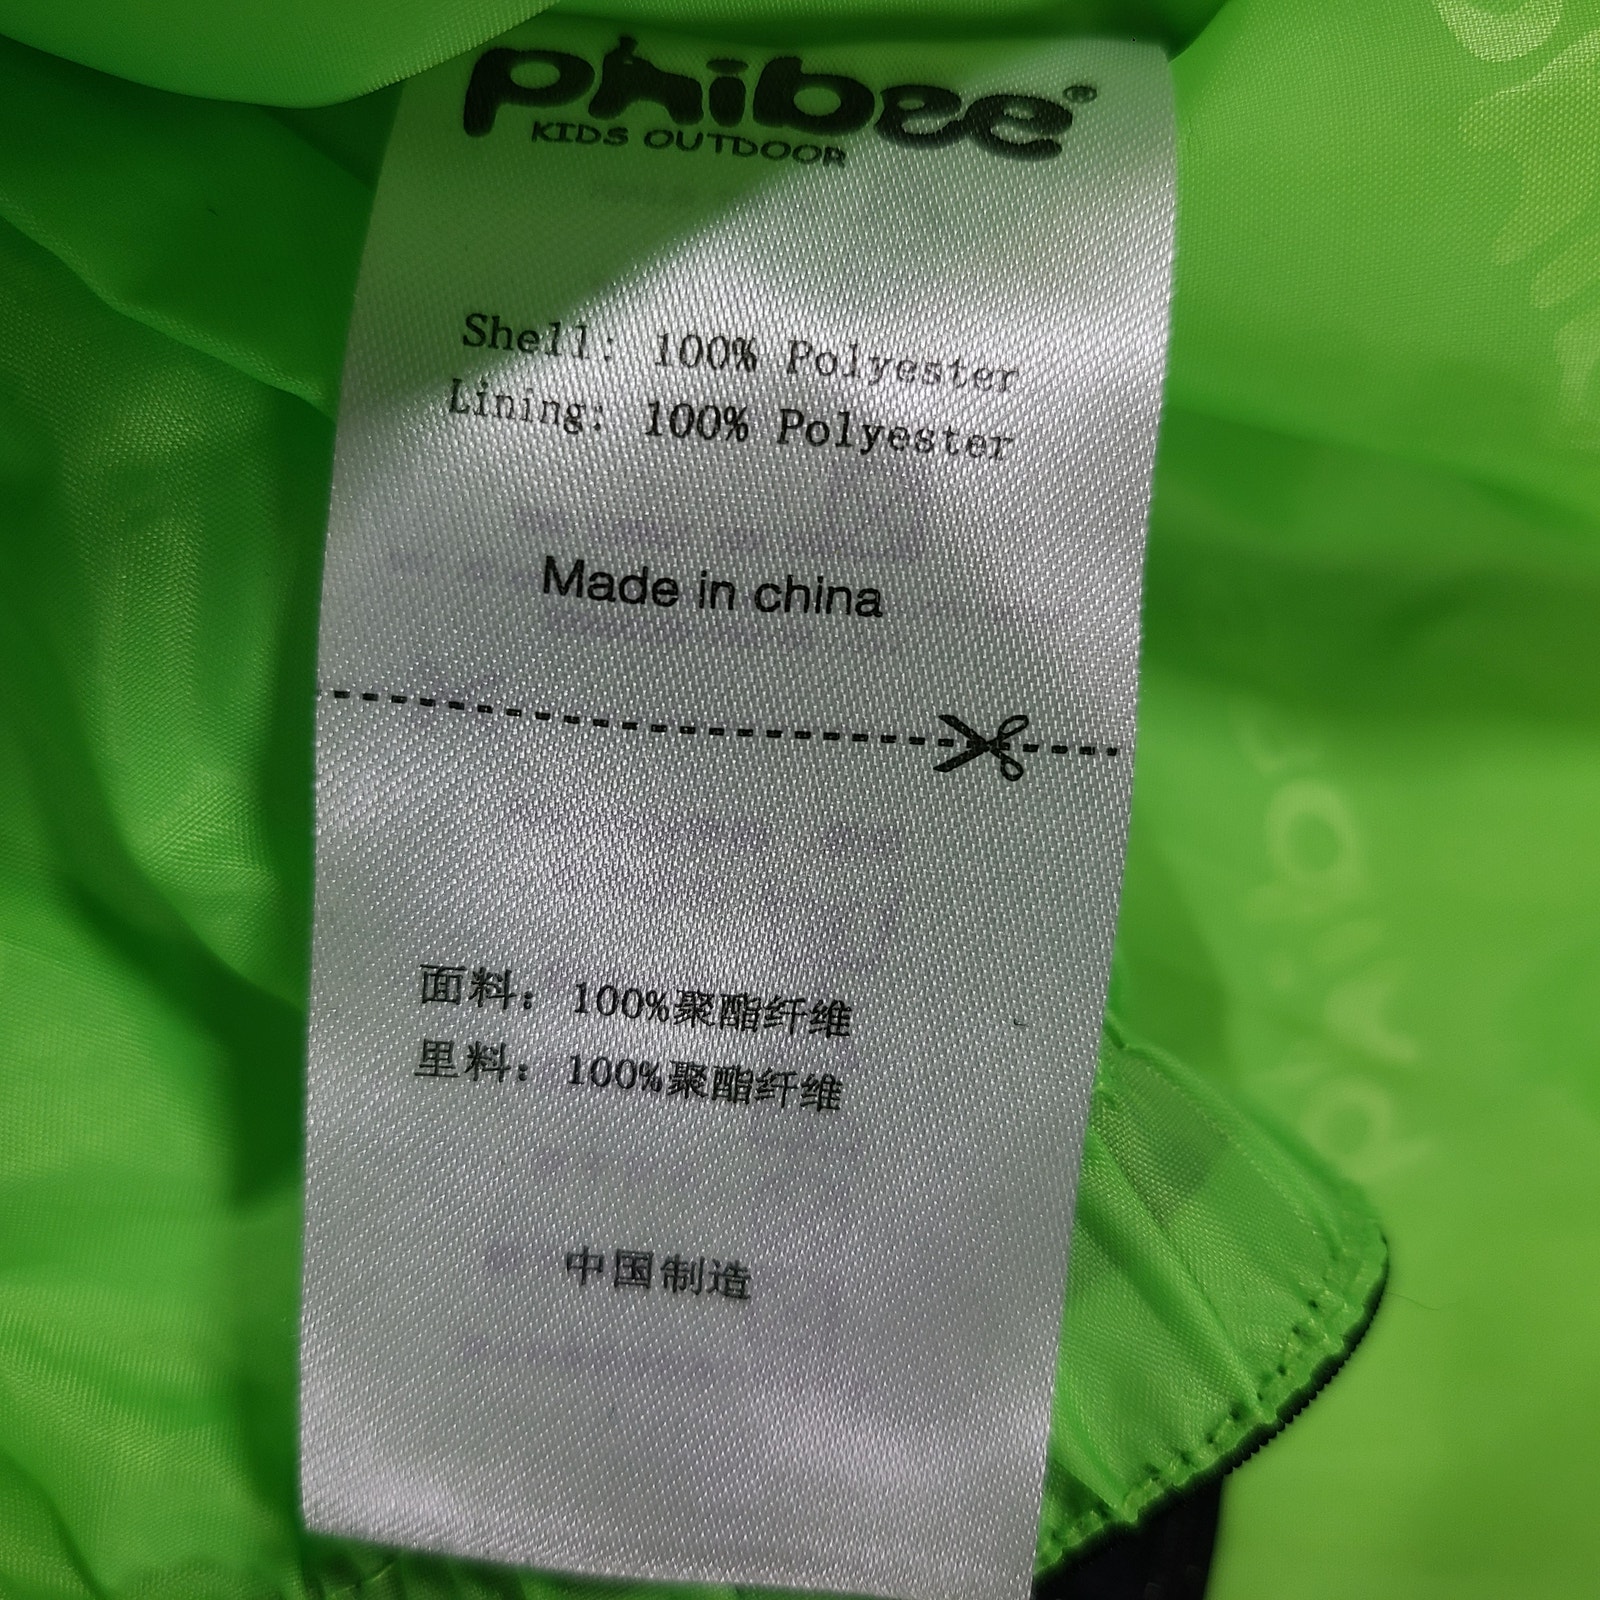 phibee®
KIDS OUTDOOR
Shell: 100% Polyester
Lining: 100% Polyester
Made in china
面料：100%聚酯纤维
里料：100%聚酯纤维
中国制造